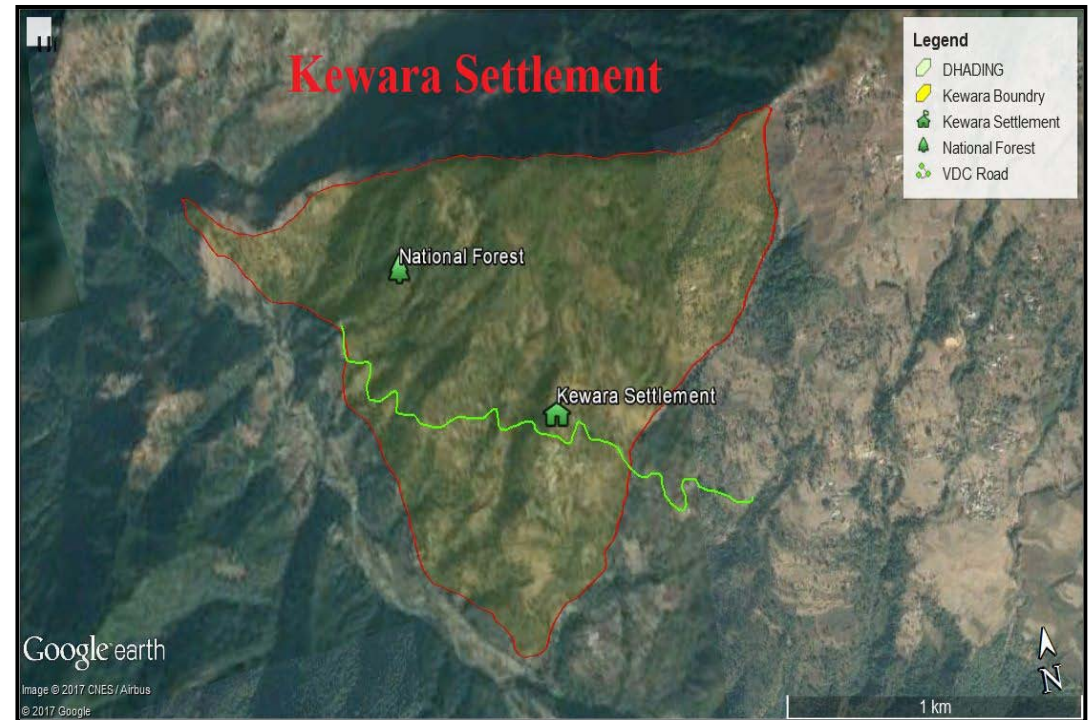 Kewara Settlement
Legend
DHADING
Kewara Boundry
Kewara Settlement
National Forest
VDC Road
National Forest
Kewara Settlement
Google earth
Image © 2017 CNES / Airbus
© 2017 Google
N
1 km